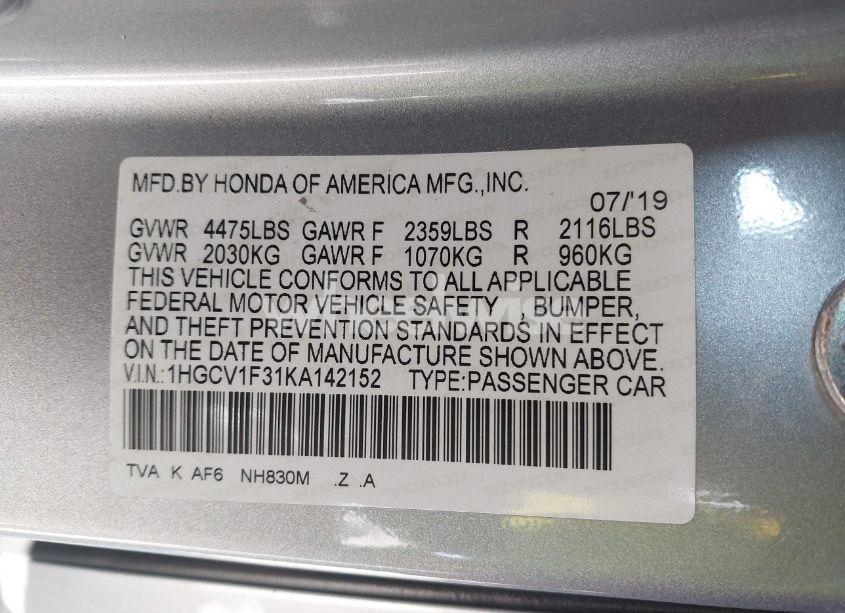 MFD.BY HONDA OF AMERICA MFG.,INC.
07/'19
GVWR 4475LBS GAWR F 2359LBS R 2116LBS
GVWR 2030KG GAWR F 1070KG R 960KG
THIS VEHICLE CONFORMS TO ALL APPLICABLE
FEDERAL MOTOR VEHICLE SAFETY , BUMPER,
AND THEFT PREVENTION STANDARDS IN EFFECT
ON THE DATE OF MANUFACTURE SHOWN ABOVE.
V.I.N.:1HGCV1F31KA142152 TYPE:PASSENGER CAR
TVA K AF6 NH830M .Z .A